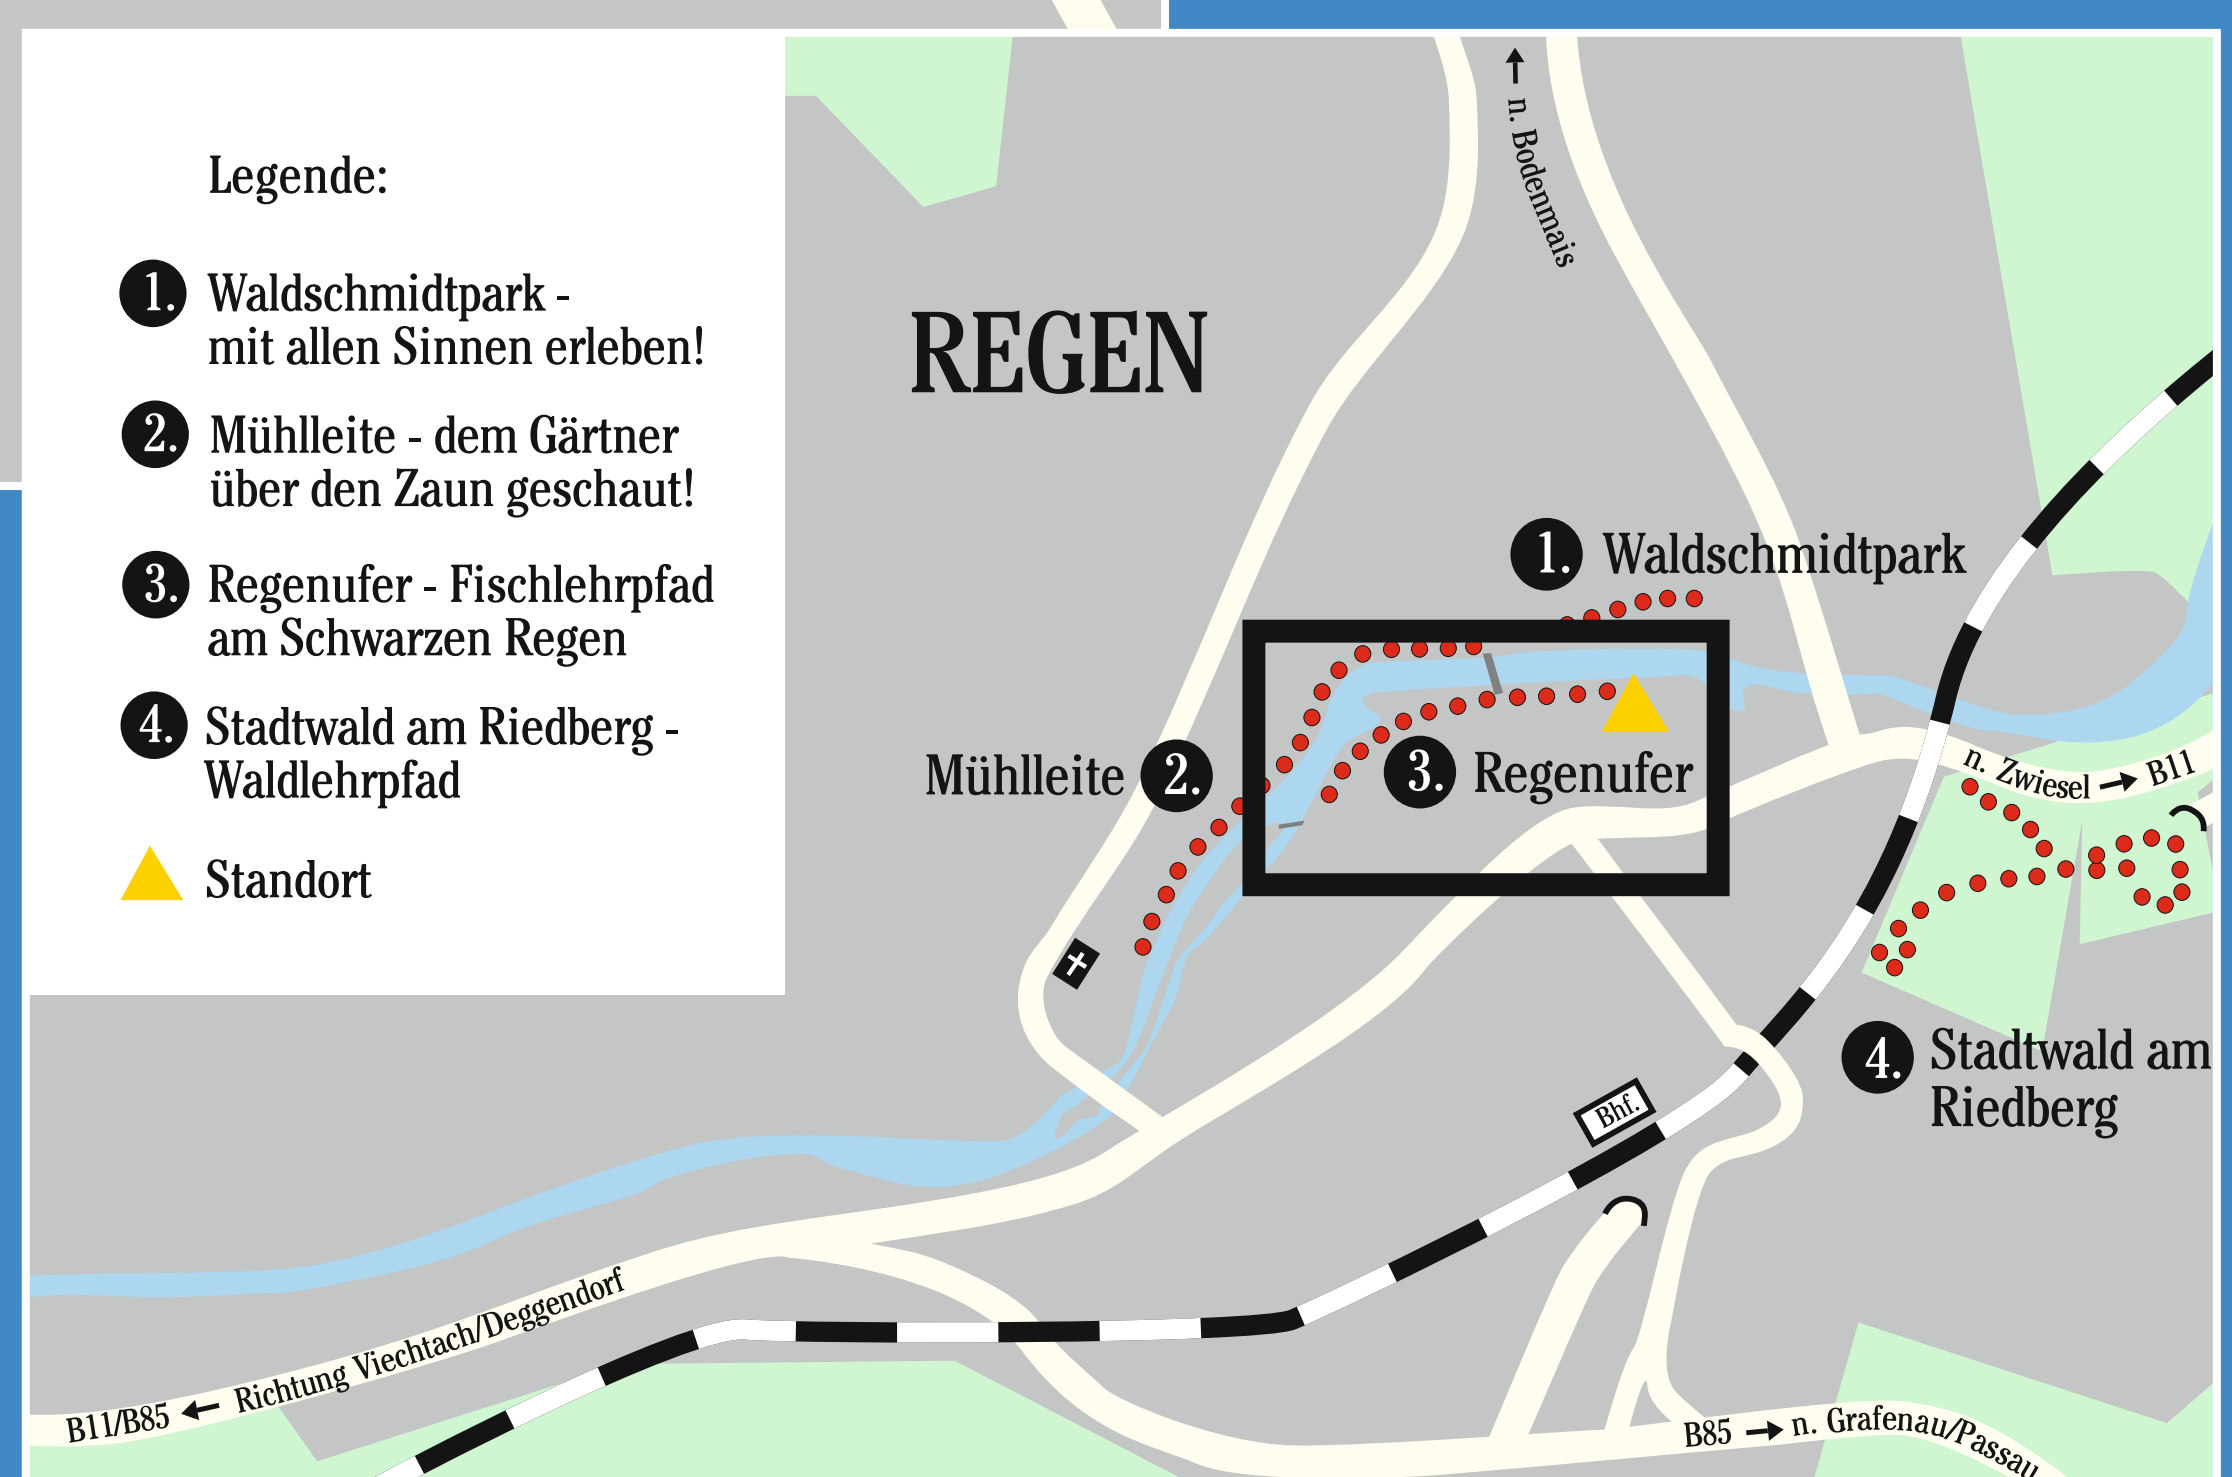 Legende:
1. Waldschmidtpark -
mit allen Sinnen erleben!
2. Mühlleite - dem Gärtner
über den Zaun geschaut!
3. Regenufer - Fischlehrpfad
am Schwarzen Regen
4. Stadtwald am Riedberg -
Waldlehrpfad
Standort
n. Bodenmais
REGEN
1. Waldschmidtpark
Mühlleite 2.
3. Regenufer
n. Zwiesel → B11
4. Stadtwald am
Riedberg
Bhf.
B11/B85 ← Richtung Viechtach/Deggendorf
B85 → n. Grafenau/Passau